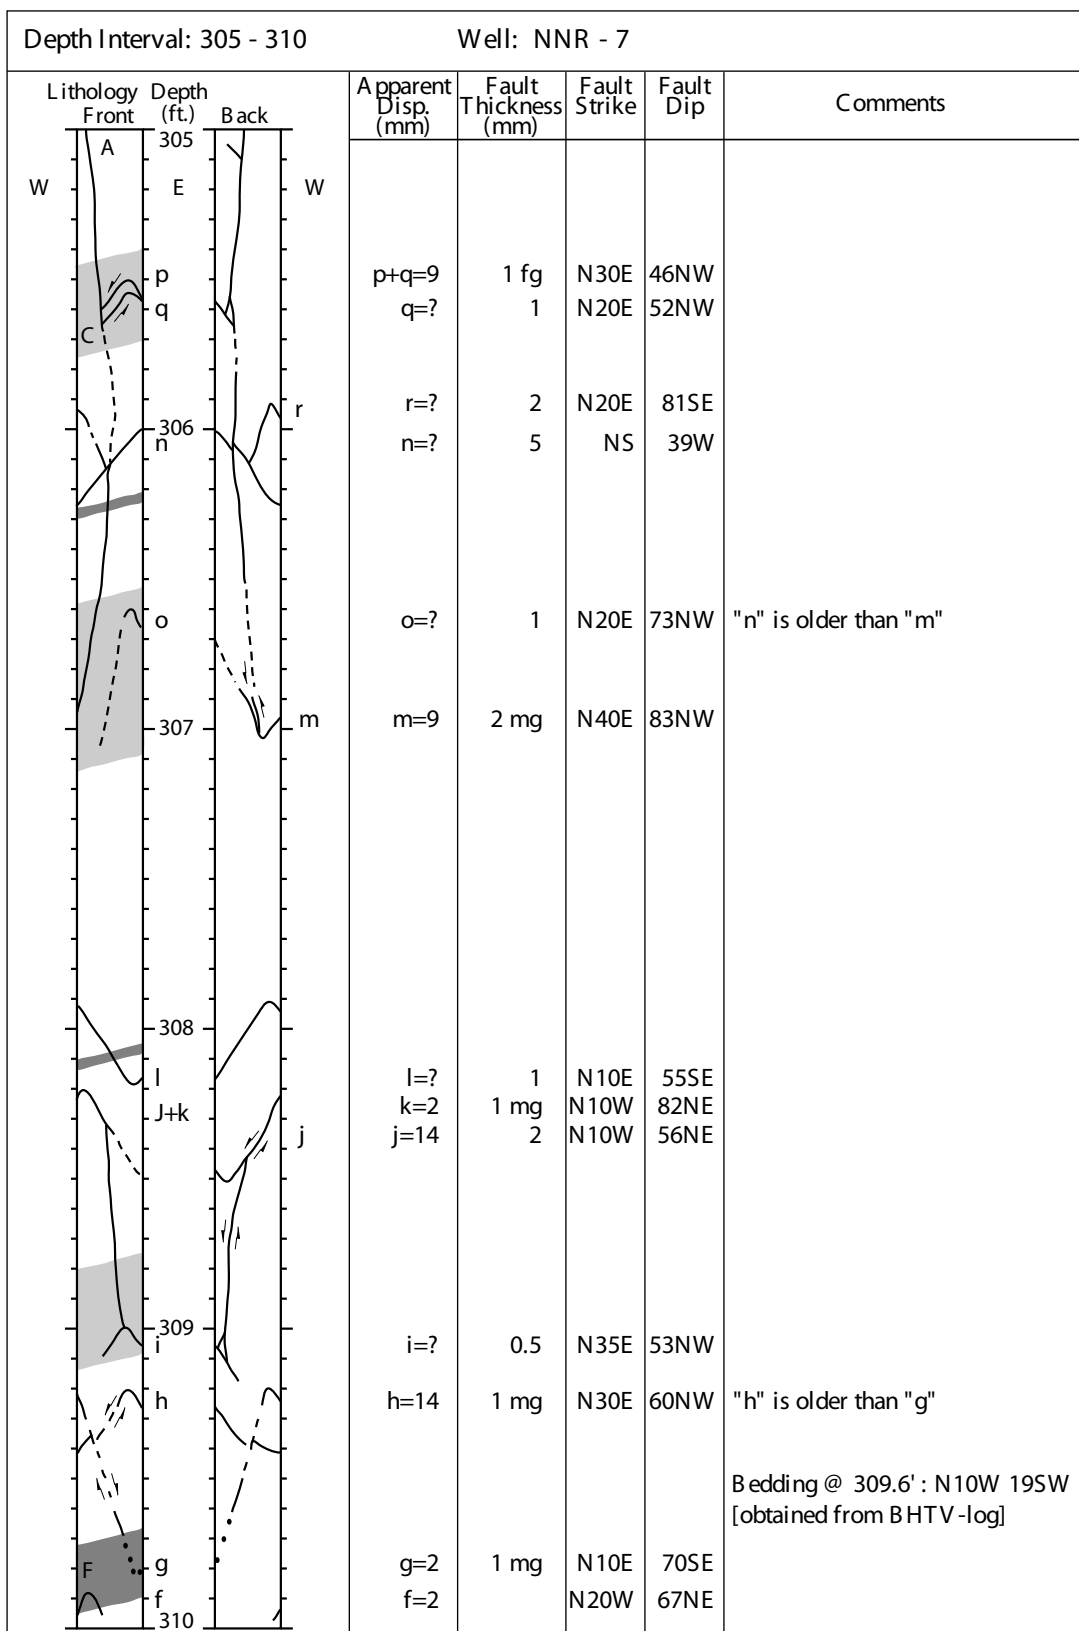 Depth Interval: 305 - 310 Well: NNR - 7
Lithology Depth (ft.)
Front Back
Apparent Disp. (mm)
Fault Thickness (mm)
Fault Strike
Fault Dip
Comments
305
A
W E W
p p+q=9 1 fg N30E 46NW
q q=? 1 N20E 52NW
C
r r=? 2 N20E 81SE
306
n n=? 5 NS 39W
o o=? 1 N20E 73NW "n" is older than "m"
307 m m=9 2 mg N40E 83NW
308
l l=? 1 N10E 55SE
J+k k=2 1 mg N10W 82NE
j j=14 2 N10W 56NE
309
i i=? 0.5 N35E 53NW
h h=14 1 mg N30E 60NW "h" is older than "g"
Bedding @ 309.6': N10W 19SW
[obtained from BHTV-log]
F g g=2 1 mg N10E 70SE
f f=2 N20W 67NE
310